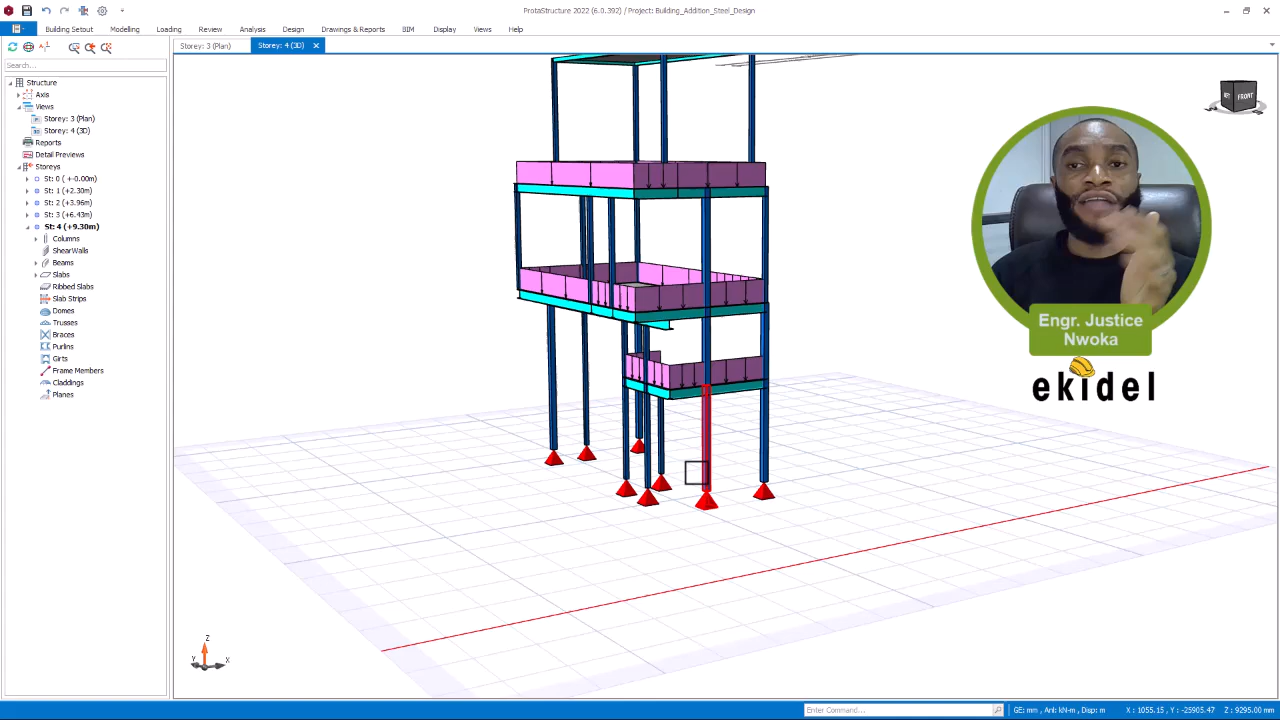 ProtaStructure 2022 (6.0.392) / Project: Building_Addition_Steel_Design
Building Setout Modelling Loading Review Analysis Design Drawings & Reports BIM Display Views Help
Storey: 3 (Plan) Storey: 4 (3D)
Search...
Structure
Axis
Views
Storey: 3 (Plan)
Storey: 4 (3D)
Reports
Detail Previews
Storeys
St: 0 ( +-0.00m)
St: 1 (+2.30m)
St: 2 (+3.96m)
St: 3 (+6.43m)
St: 4 (+9.30m)
Columns
ShearWalls
Beams
Slabs
Ribbed Slabs
Slab Strips
Domes
Trusses
Braces
Purlins
Girts
Frame Members
Claddings
Planes
FRONT
Engr. Justice
Nwoka
ekidel
Z
Y
X
Enter Command...
GE: mm , Anl: kN-m , Disp: m
X : 1055.15, Y : -25905.47 Z : 9295.00 mm